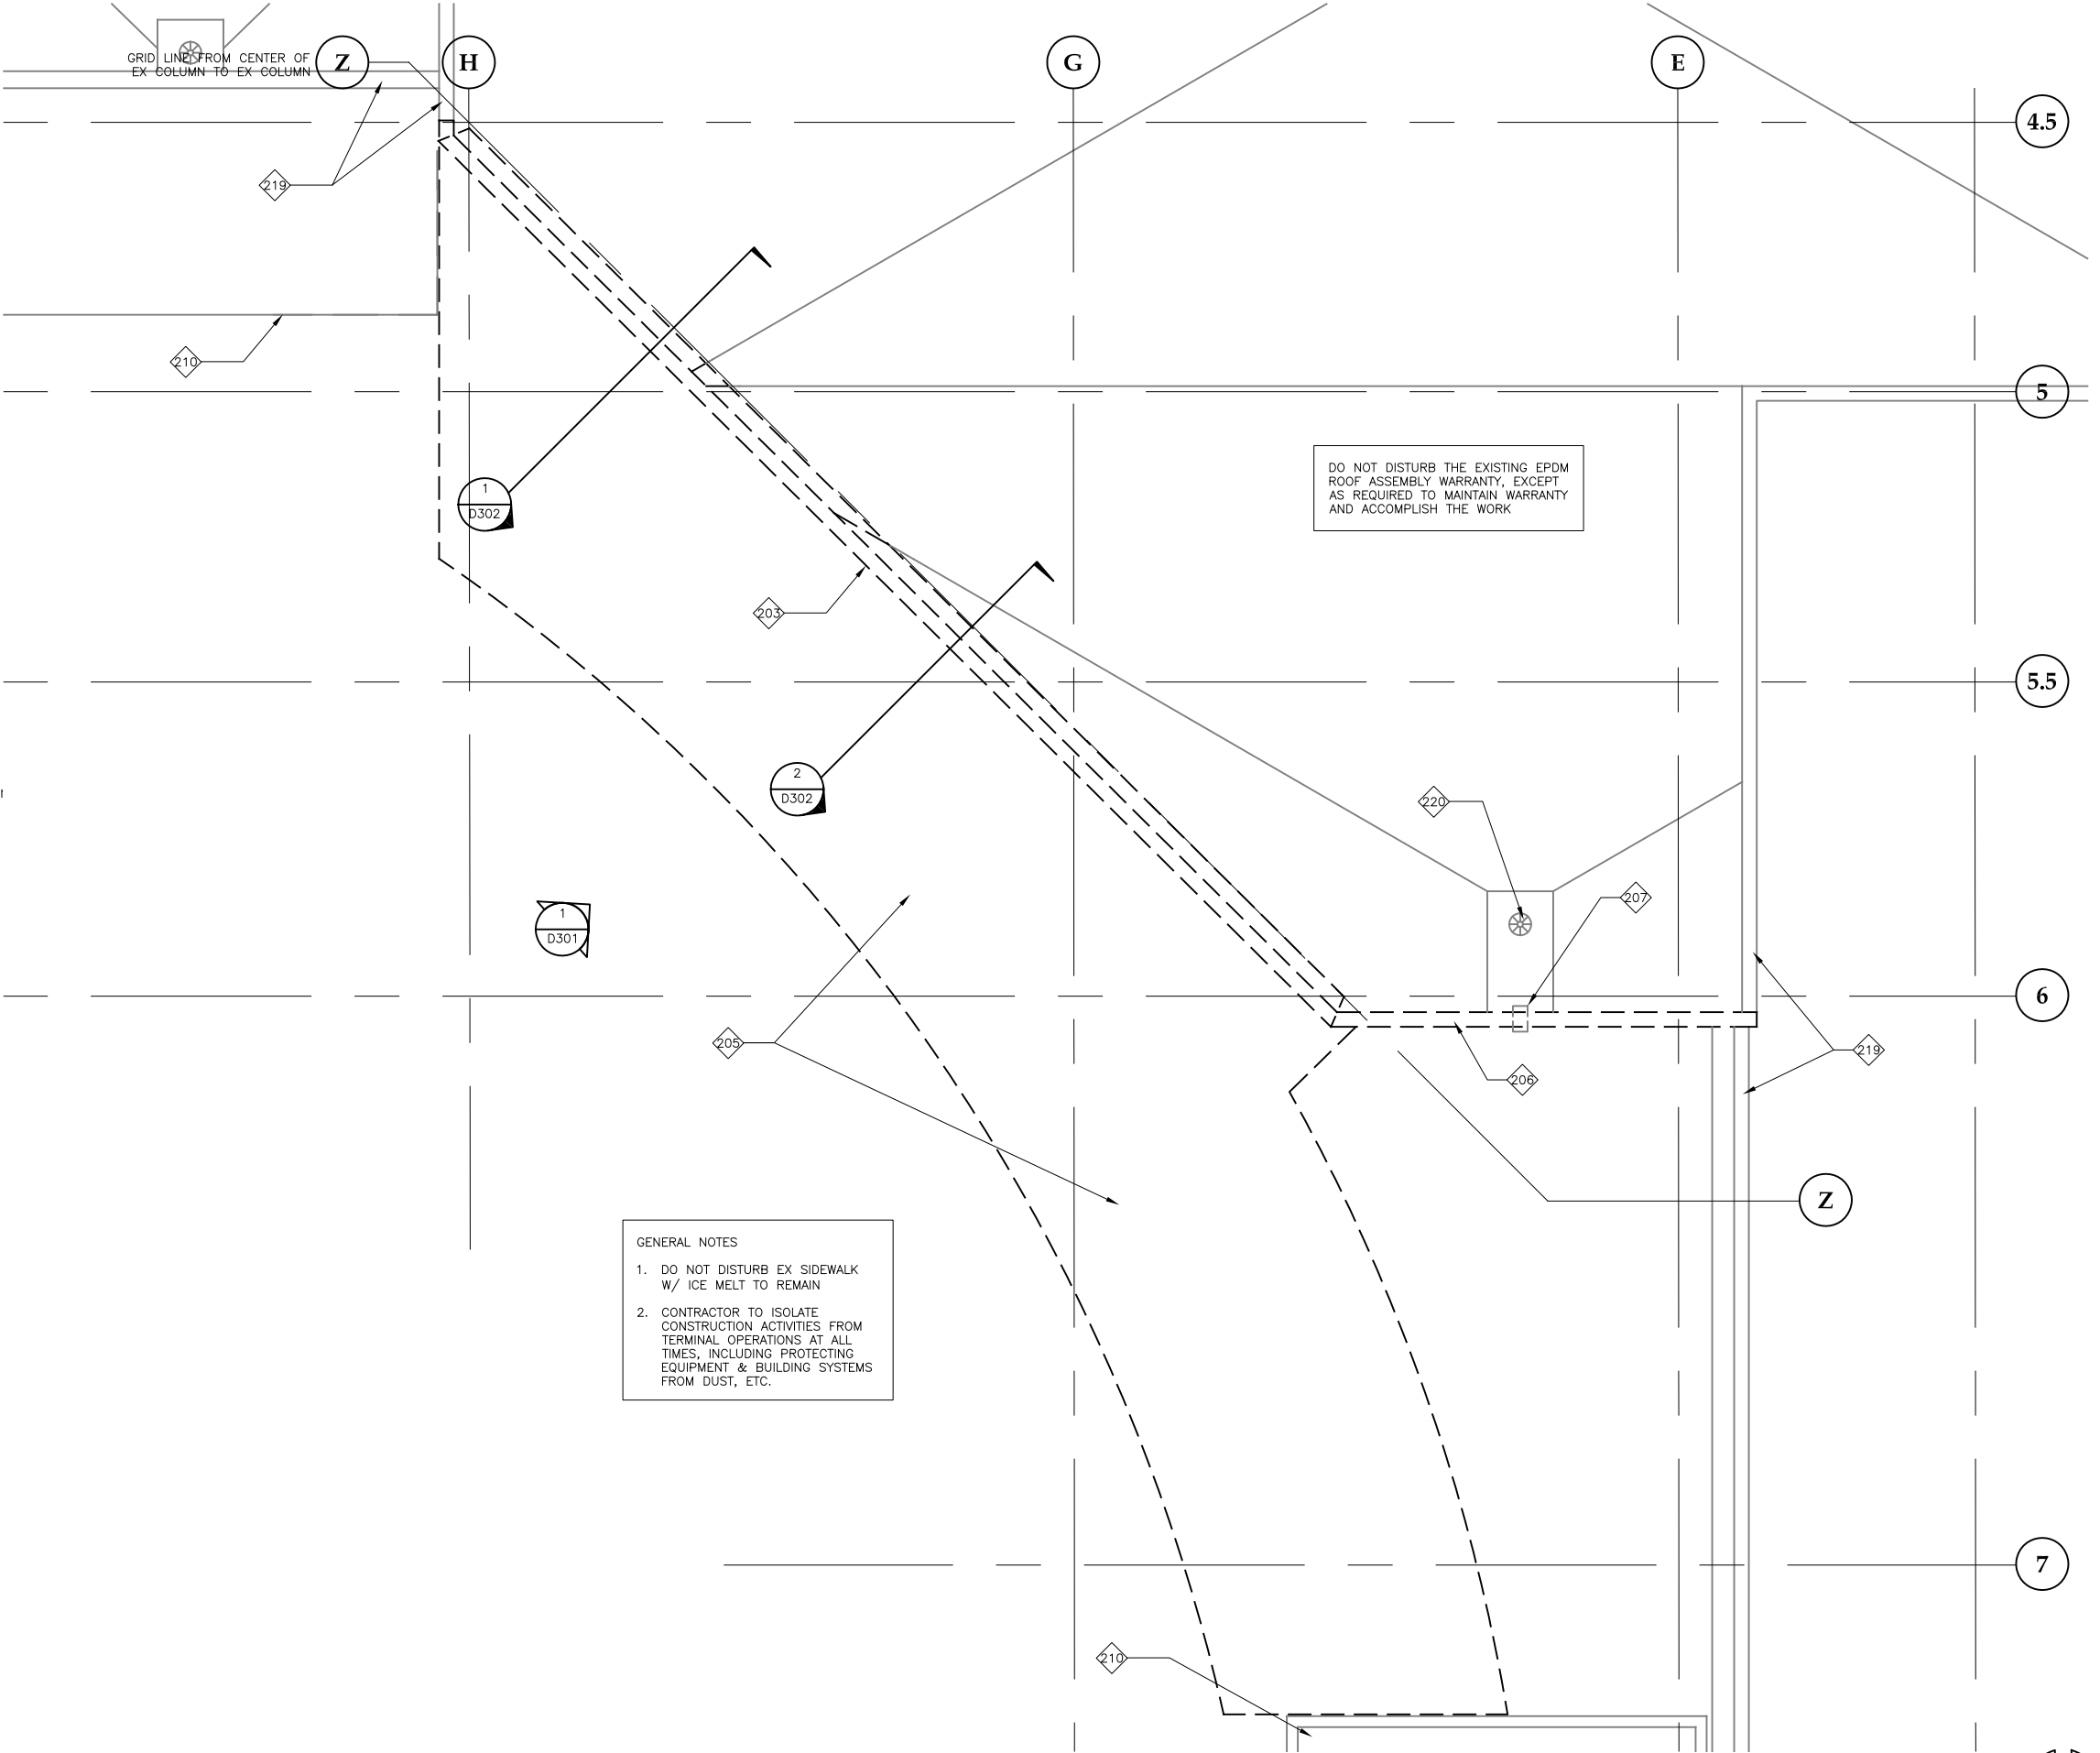 GRID LINE FROM CENTER OF
EX COLUMN TO EX COLUMN
Z
H
G
E
4.5
219
210
5
1
D302
DO NOT DISTURB THE EXISTING EPDM
ROOF ASSEMBLY WARRANTY, EXCEPT
AS REQUIRED TO MAINTAIN WARRANTY
AND ACCOMPLISH THE WORK
203
5.5
2
D302
220
207
1
D301
6
205
219
206
Z
GENERAL NOTES
1. DO NOT DISTURB EX SIDEWALK
W/ ICE MELT TO REMAIN
2. CONTRACTOR TO ISOLATE
CONSTRUCTION ACTIVITIES FROM
TERMINAL OPERATIONS AT ALL
TIMES, INCLUDING PROTECTING
EQUIPMENT & BUILDING SYSTEMS
FROM DUST, ETC.
7
210